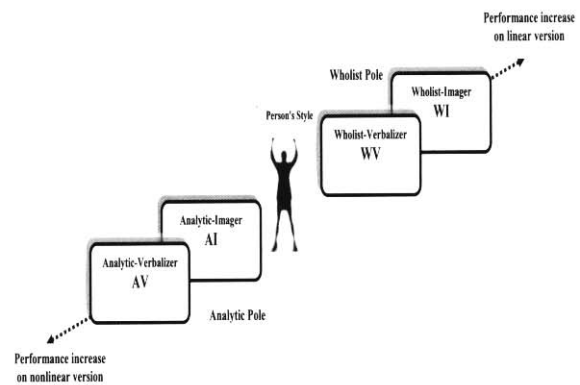 Performance increase
on linear version
Wholist Pole
Wholist-Imager
WI
Person's Style
Wholist-Verbalizer
WV
Analytic-Imager
AI
Analytic-Verbalizer
AV
Analytic Pole
Performance increase
on nonlinear version